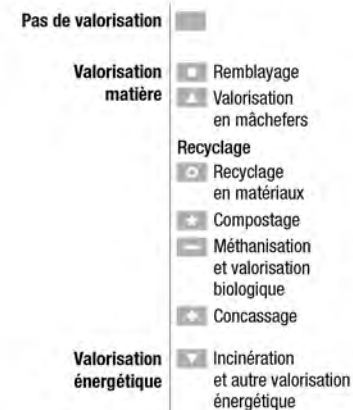 Pas de valorisation
Valorisation
matière
Remblayage
Valorisation
en mâchefers
Recyclage
Recyclage
en matériaux
Compostage
Méthanisation
et valorisation
biologique
Concassage
Valorisation
énergétique
Incinération
et autre valorisation
énergétique